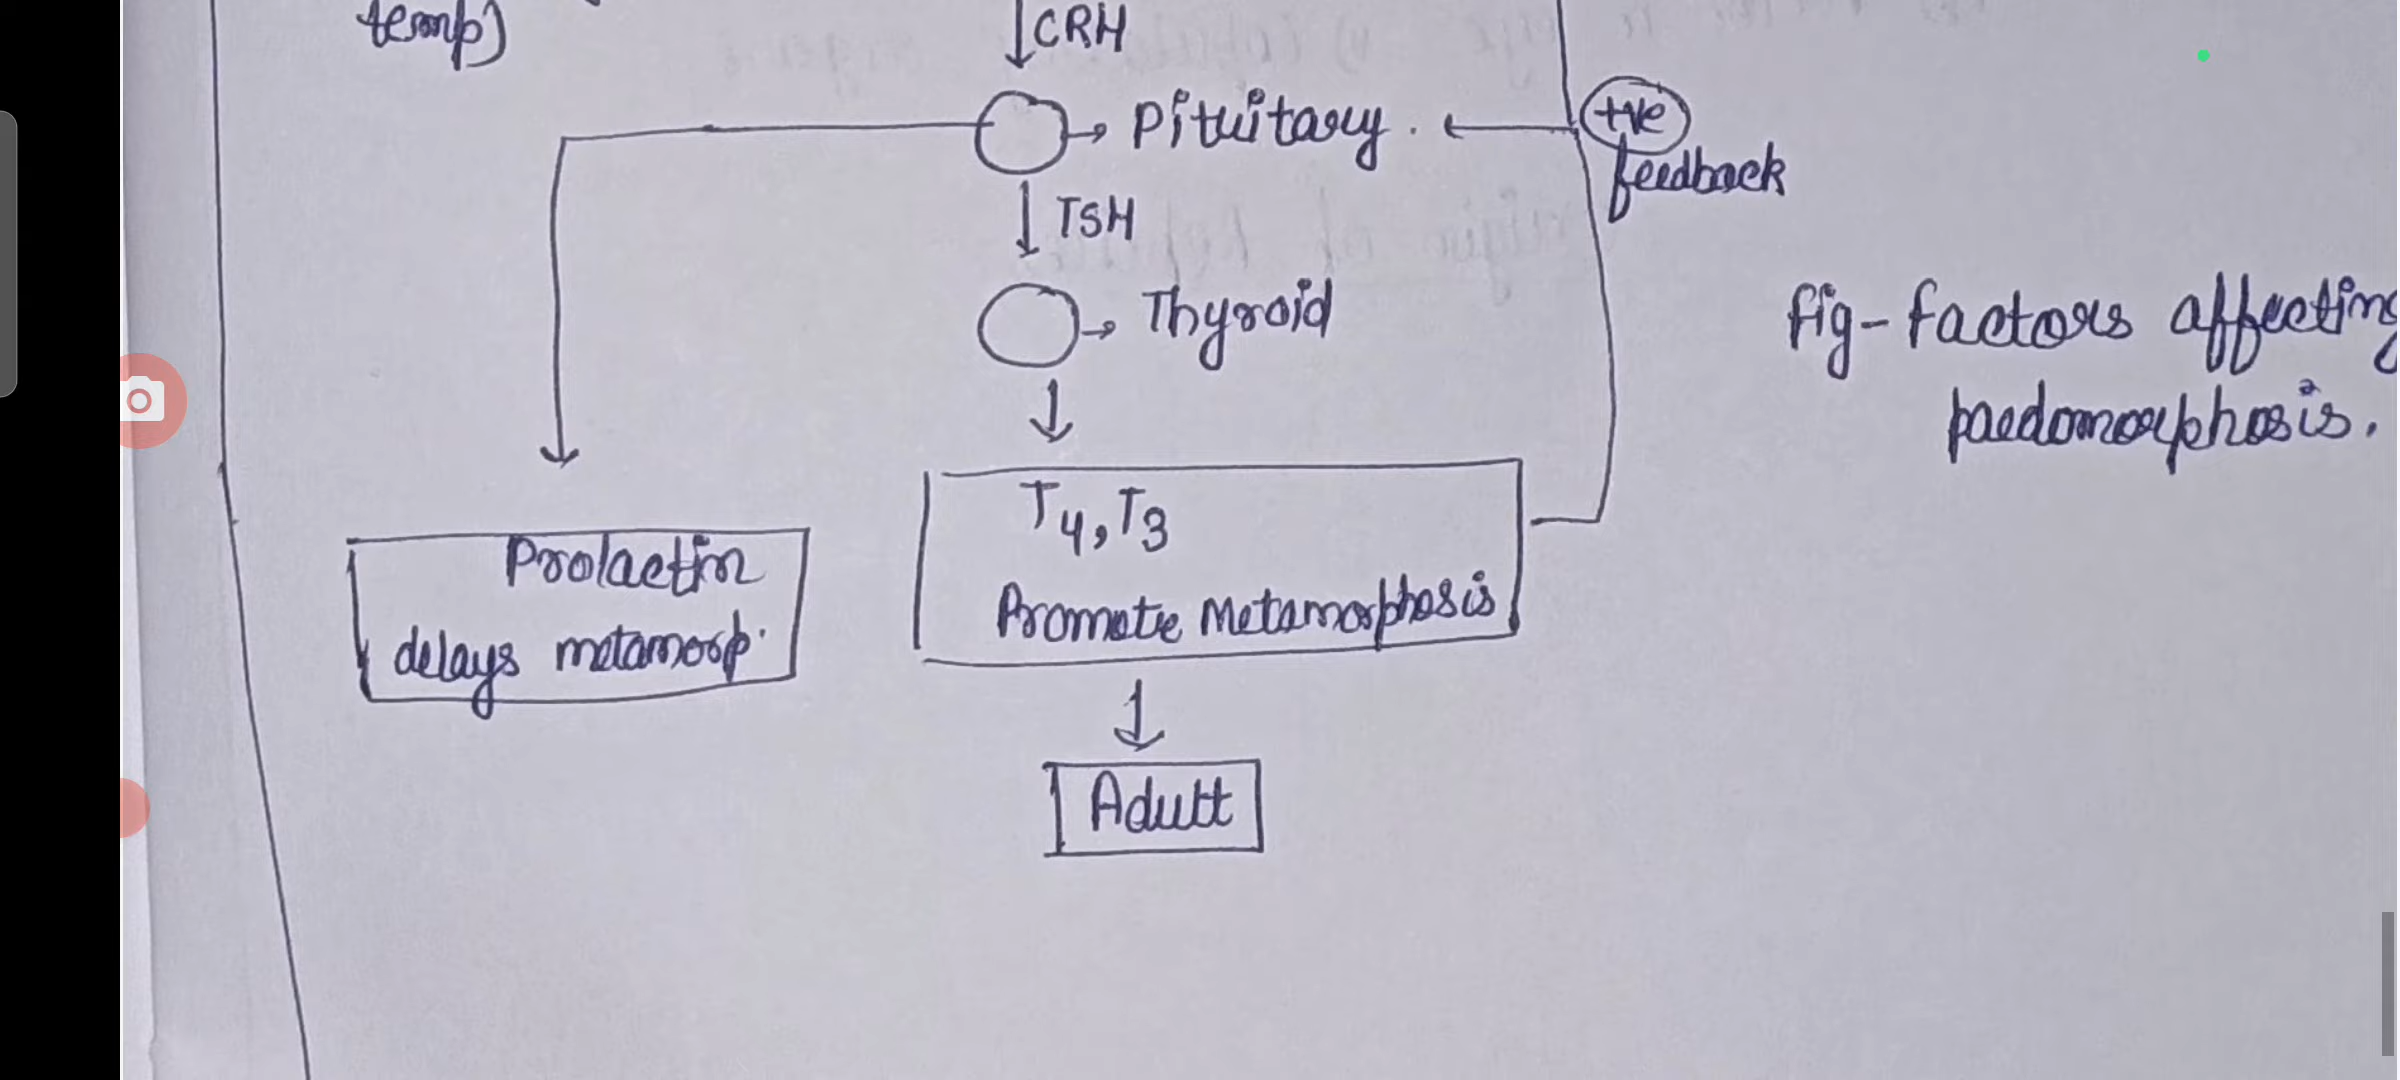 temp)
CRH
Pituitary.
+ve
feedback
TSH
Thyroid
fig- factors affecting
paedomorphosis.
T4, T3
Promote Metamorphosis
Prolactin
delays metamorp.
Adult